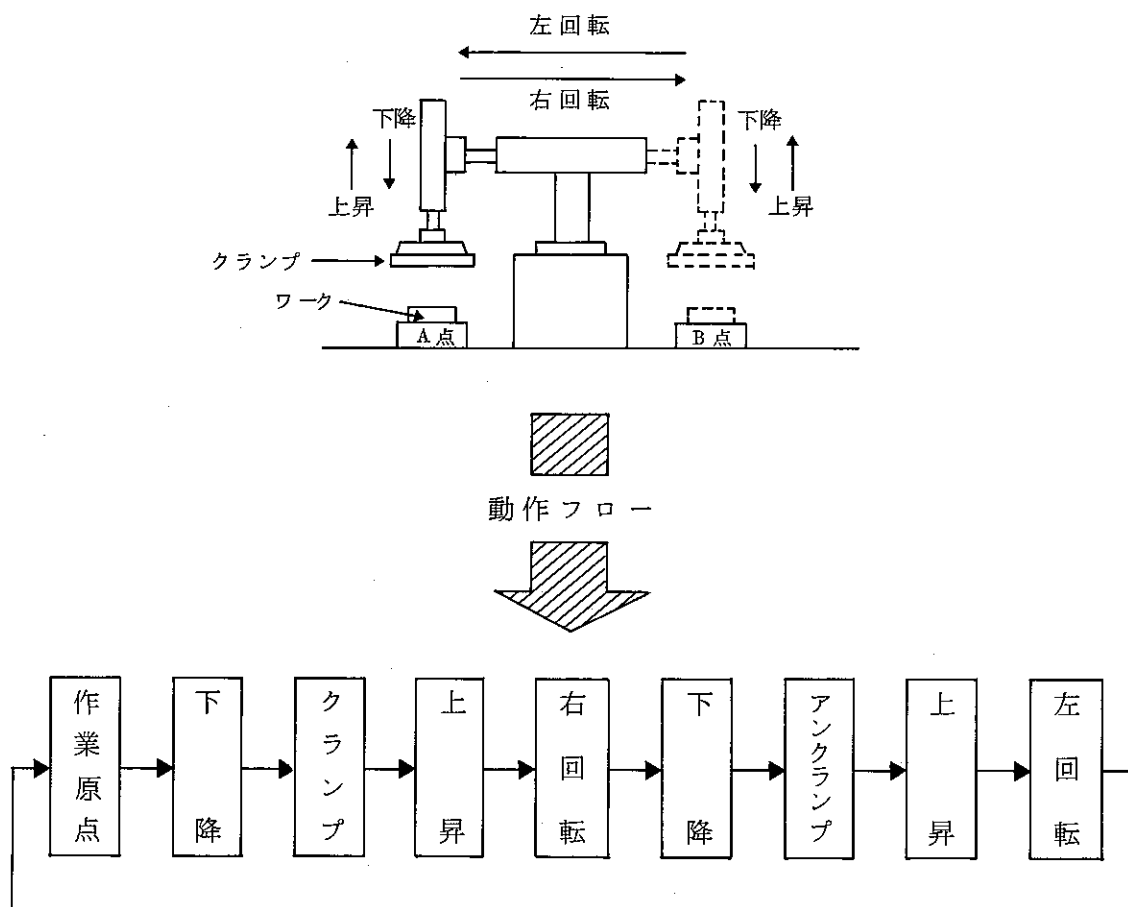 左回転
右回転
下降
下降
上昇
上昇
クランプ
ワーク
A点
B点
動作フロー
作業原点
下降
クランプ
上昇
右回転
下降
アンクランプ
上昇
左回転